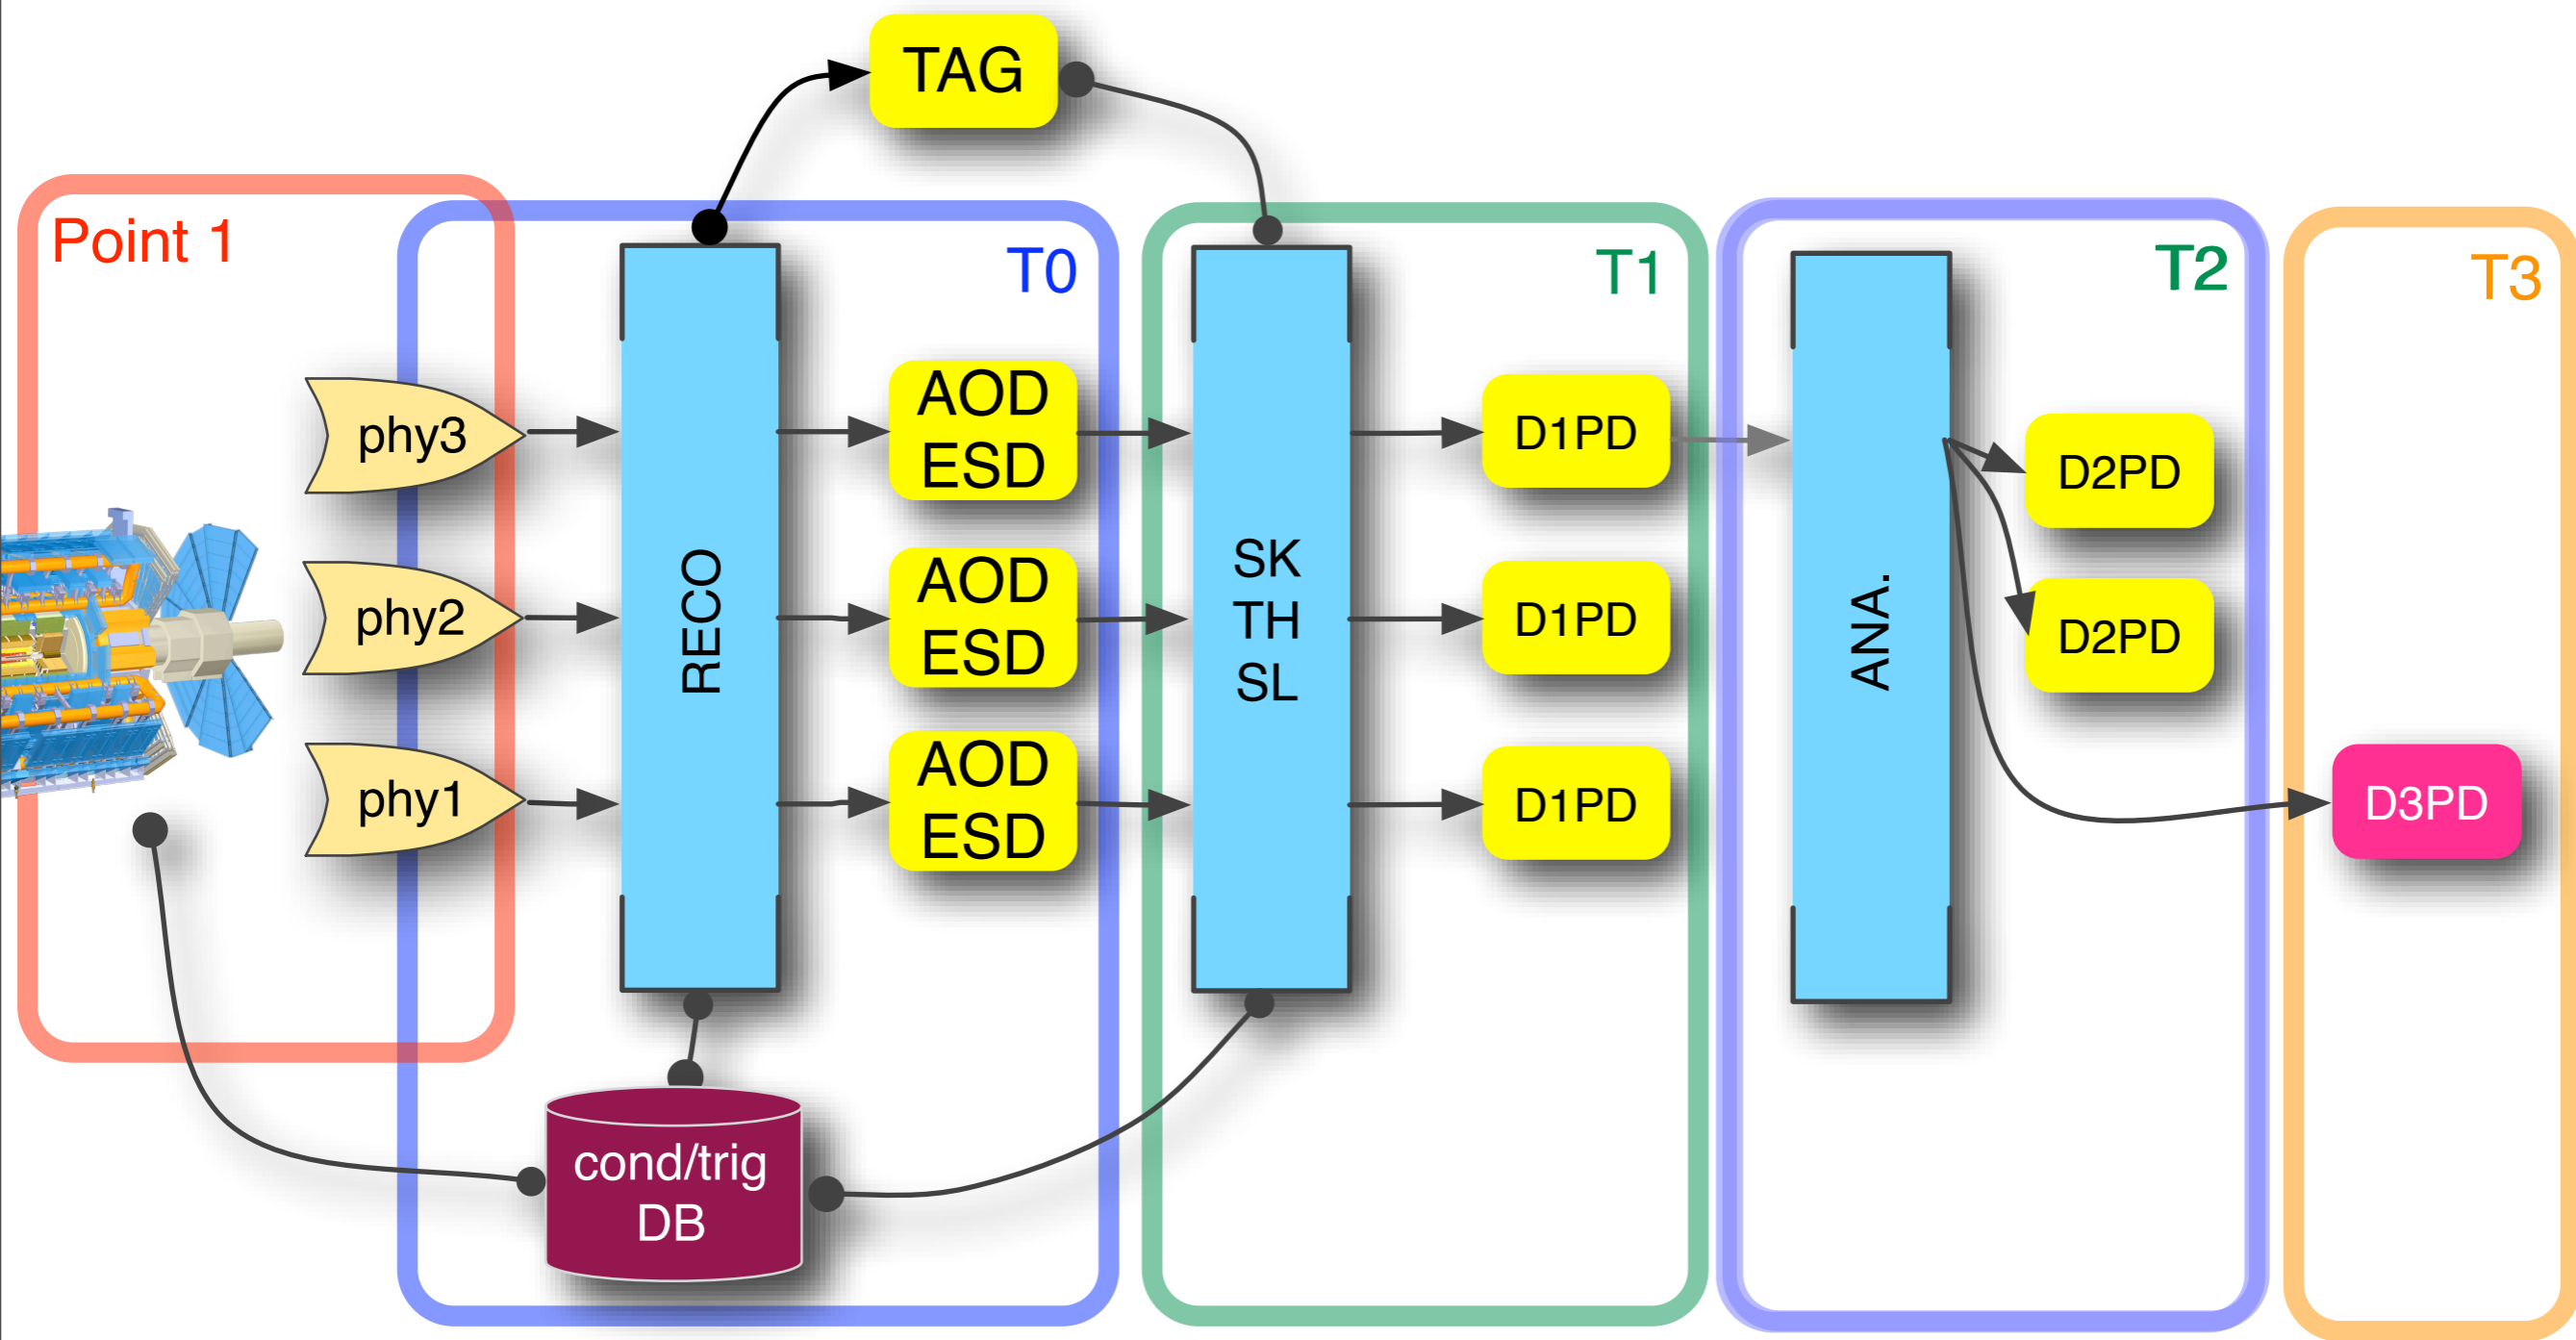 TAG
Point 1
T0
T1
T2
T3
phy3
phy2
phy1
RECO
AOD
ESD
AOD
ESD
AOD
ESD
SK
TH
SL
D1PD
D1PD
D1PD
ANA.
D2PD
D2PD
D3PD
cond/trig
DB